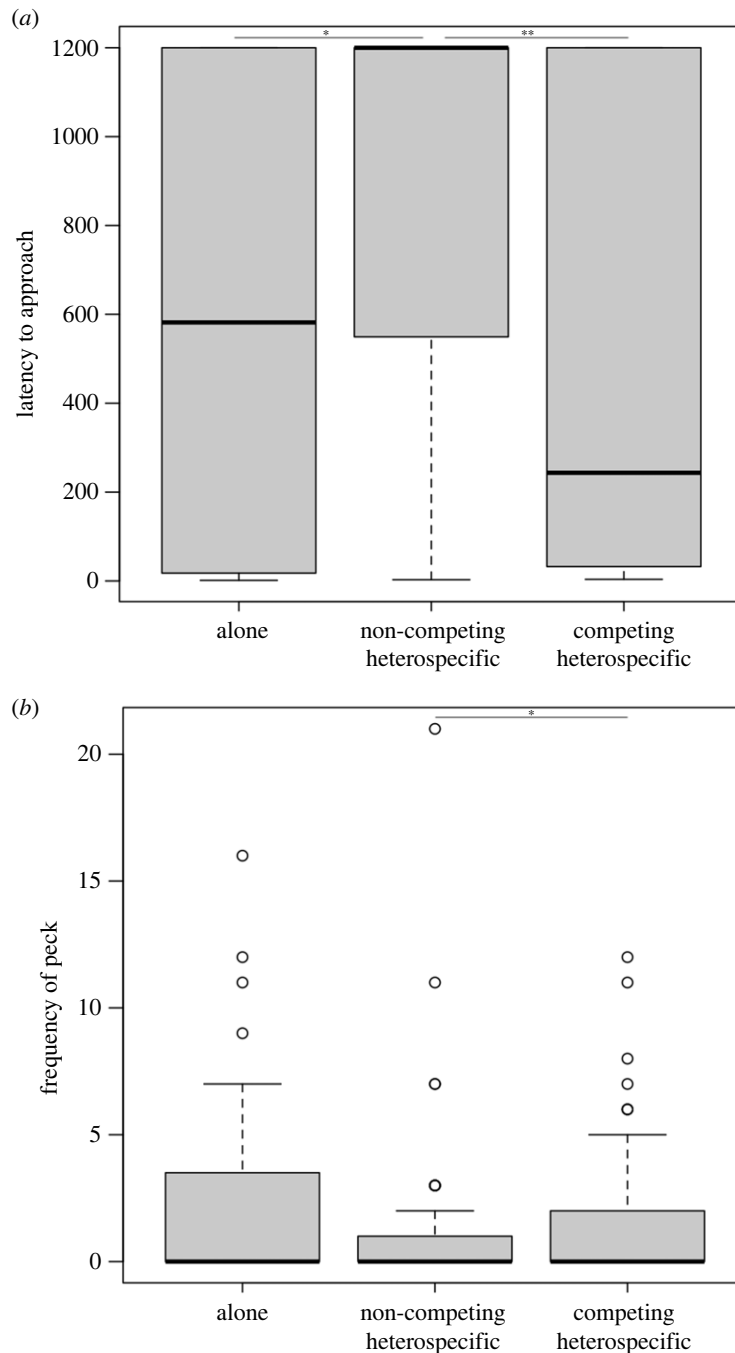 (a)
* **
1200
1000
800
600
400
200
0
latency to approach
alone
non-competing
heterospecific
competing
heterospecific
(b)
*
20
15
10
5
0
frequency of peck
alone
non-competing
heterospecific
competing
heterospecific